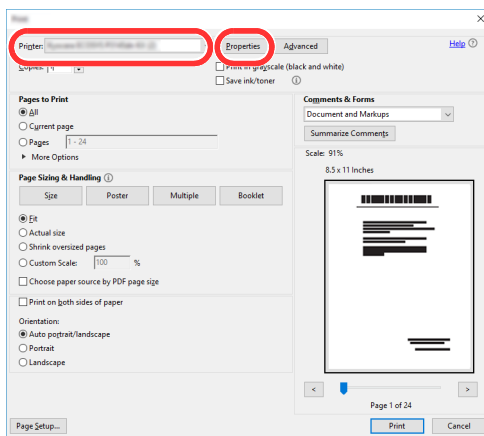 Printer:
Properties
Advanced
Help
Copies:
Print in grayscale (black and white)
Save ink/toner
Pages to Print
All
Current page
Pages
1 - 24
More Options
Page Sizing & Handling
Size
Poster
Multiple
Booklet
Fit
Actual size
Shrink oversized pages
Custom Scale:
100
%
Choose paper source by PDF page size
Print on both sides of paper
Orientation:
Auto portrait/landscape
Portrait
Landscape
Comments & Forms
Document and Markups
Summarize Comments
Scale: 91%
8.5 x 11 Inches
<
>
Page 1 of 24
Page Setup...
Print
Cancel